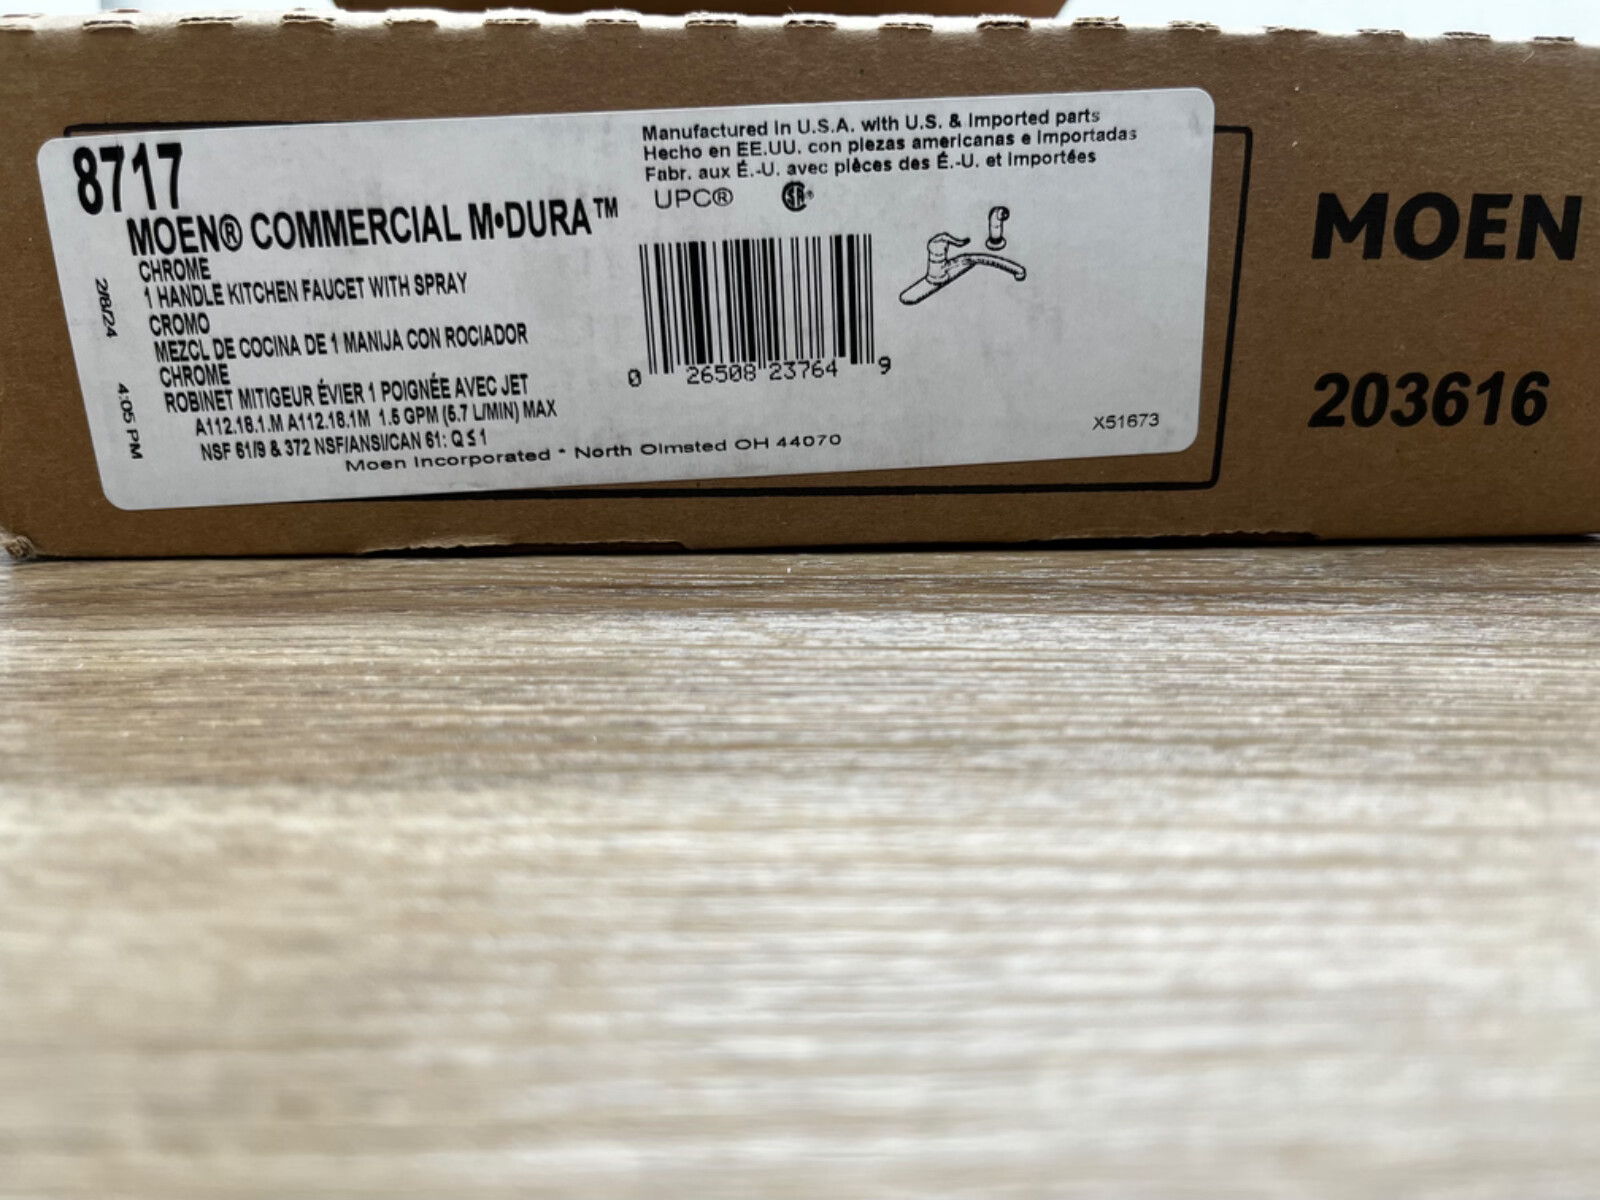 8717
MOEN® COMMERCIAL M•DURA™
CHROME
1 HANDLE KITCHEN FAUCET WITH SPRAY
CROMO
MEZCL DE COCINA DE 1 MANIJA CON ROCIADOR
CHROME
ROBINET MITIGEUR ÉVIER 1 POIGNÉE AVEC JET
A112.18.1.M A112.18.1M 1.5 GPM (5.7 L/MIN) MAX
NSF 61/9 & 372 NSF/ANSI/CAN 61: Q ≤ 1
Moen Incorporated * North Olmsted OH 44070
2/8/24 4:05 PM
Manufactured in U.S.A. with U.S. & Imported parts
Hecho en EE.UU. con piezas americanas e Importadas
Fabr. aux É.-U. avec pièces des É.-U. et Importées
UPC® SA®
0 26508 23764 9
X51673
MOEN
203616